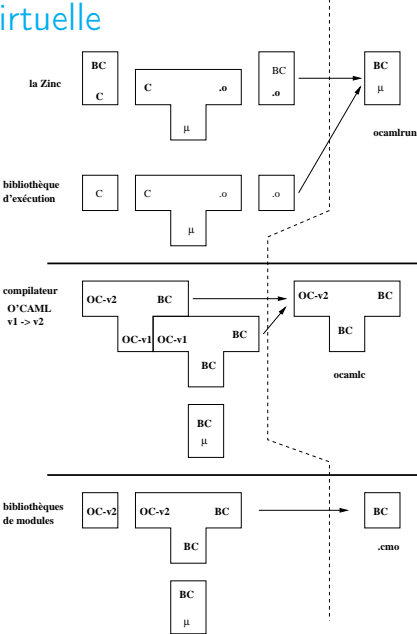 irtuelle
la Zinc
BC
C
C .o
µ
BC
.o
BC
µ
ocamlrun
bibliothèque
d'exécution
C
C .o
µ
.o
compilateur
O'CAML
v1 -> v2
OC-v2 BC
OC-v1
OC-v1 BC
BC
OC-v2 BC
BC
ocamlc
BC
µ
bibliothèques
de modules
OC-v2
OC-v2 BC
BC
BC
.cmo
BC
µ